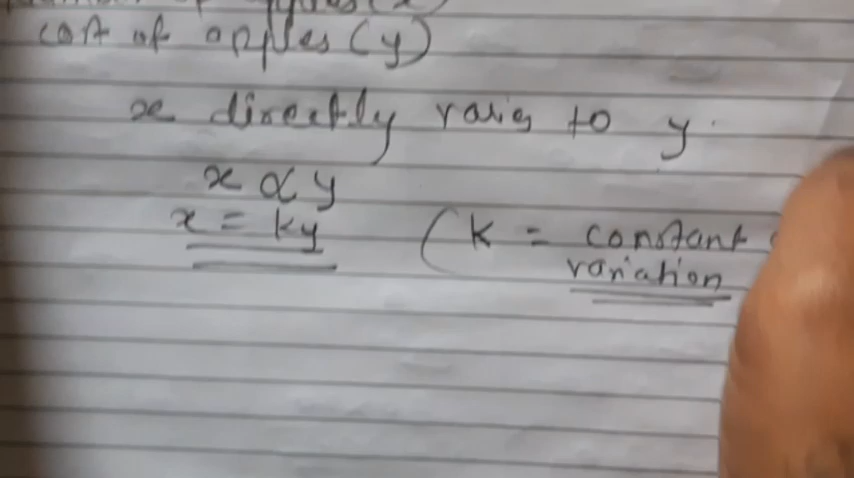 cost of apples (y)
x directly varies to y.
x ∝ y
x = ky (k = constant
variation